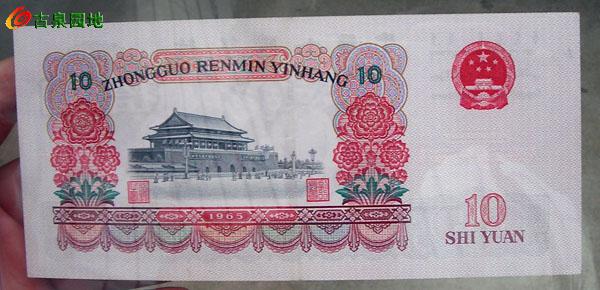 古泉园地
10 ZHONGGUO RENMIN YINHANG 10
1965
10
SHI YUAN